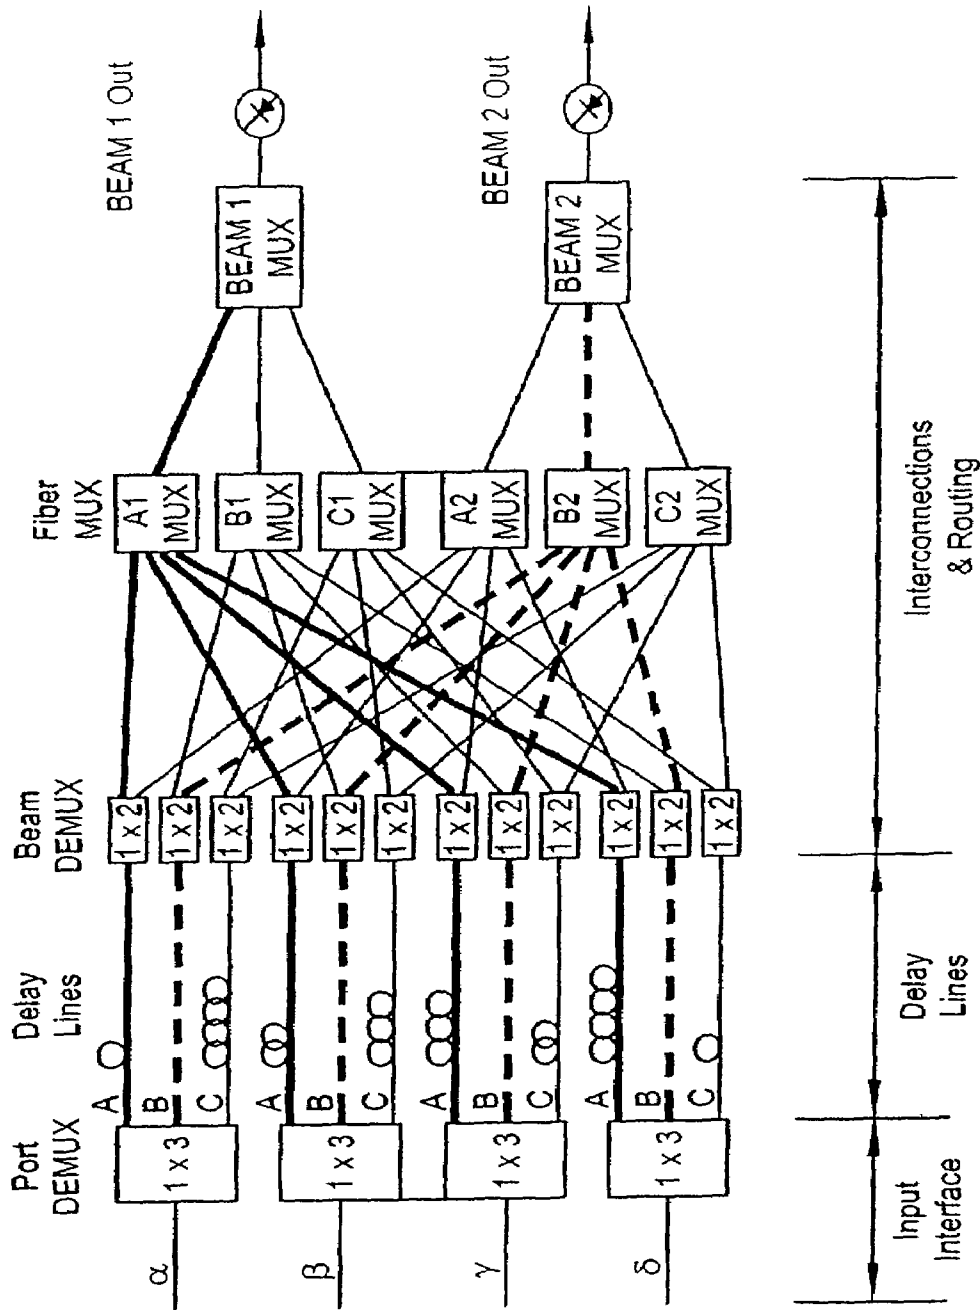 Port
DEMUX
Delay
Lines
Beam
DEMUX
Fiber
MUX
BEAM 1 Out
BEAM 2 Out
α
1 x 3
A
B
C
1 x 2
1 x 2
1 x 2
β
1 x 3
A
B
C
1 x 2
1 x 2
1 x 2
γ
1 x 3
A
B
C
1 x 2
1 x 2
1 x 2
δ
1 x 3
A
B
C
1 x 2
1 x 2
1 x 2
A1
MUX
B1
MUX
C1
MUX
A2
MUX
B2
MUX
C2
MUX
BEAM 1
MUX
BEAM 2
MUX
Input
Interface
Delay
Lines
Interconnections
& Routing